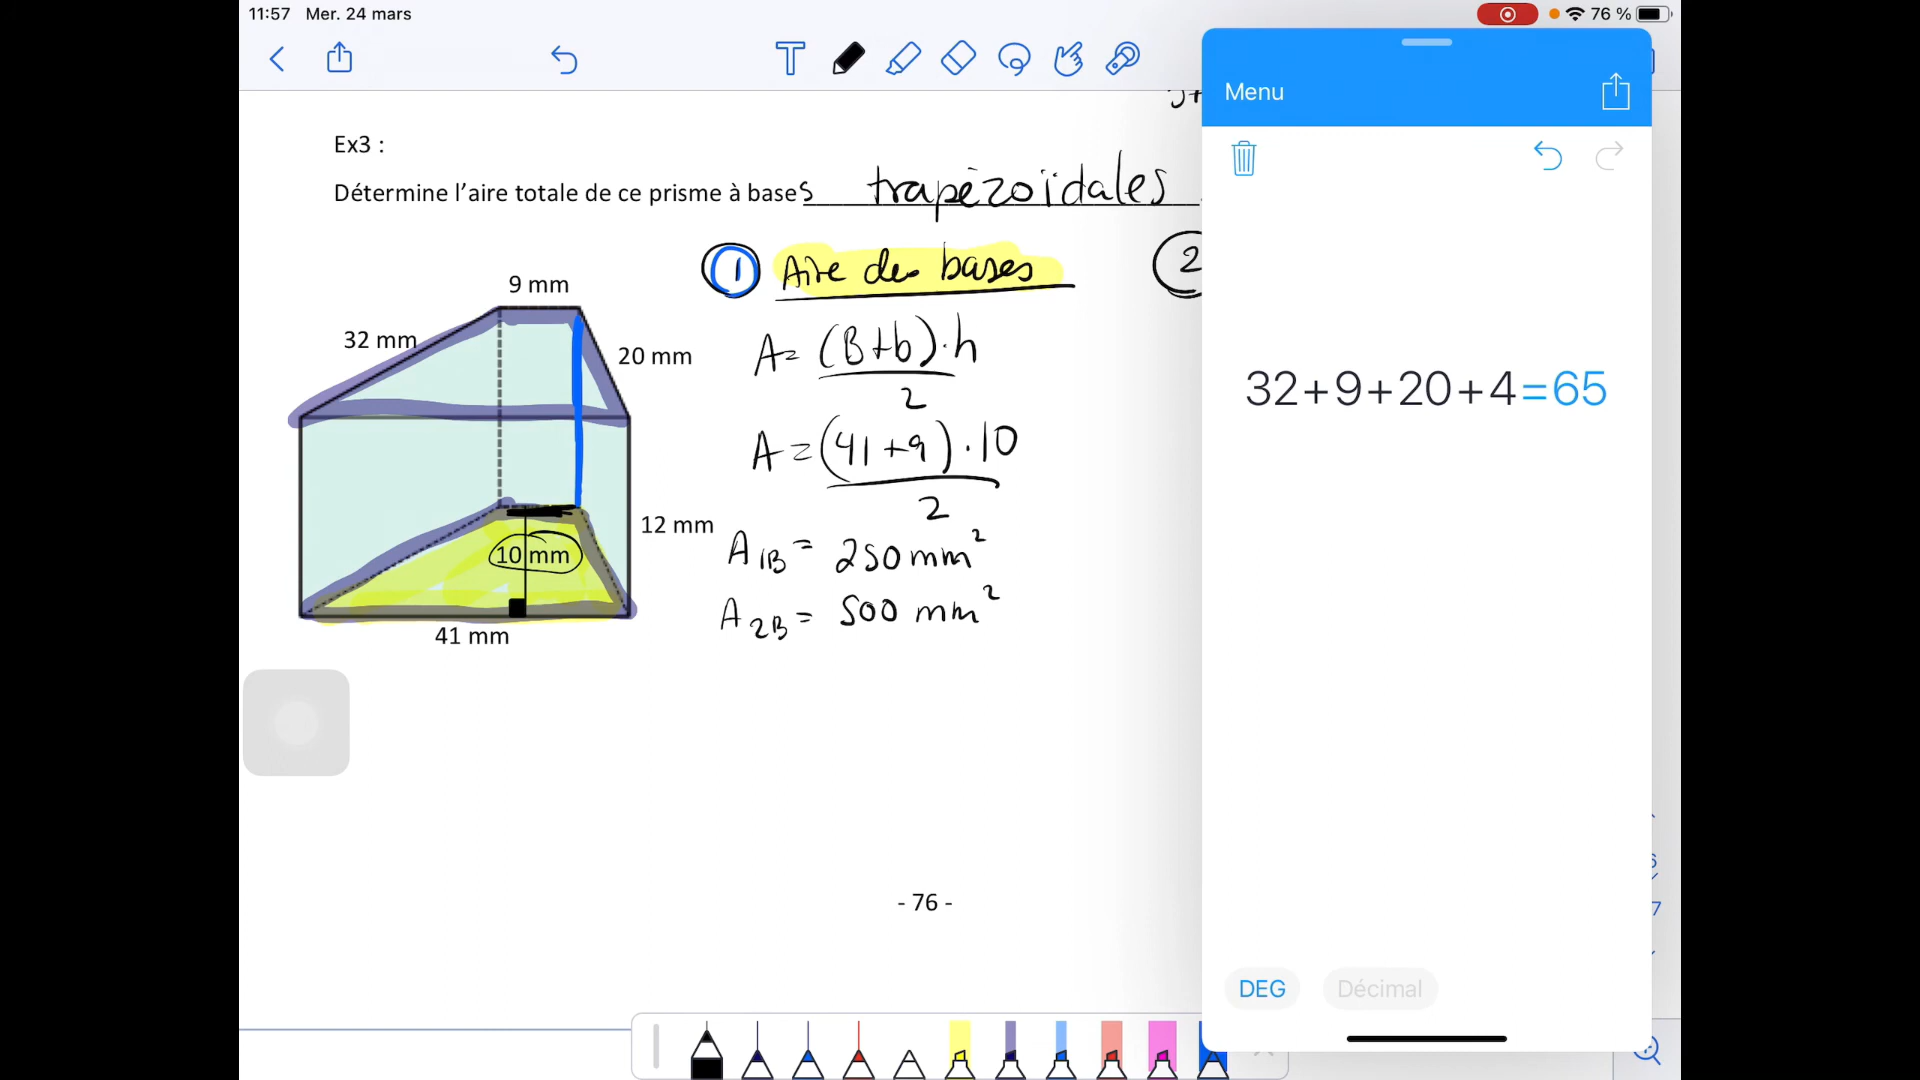 11:57 Mer. 24 mars
76 %
Menu
Ex3 :
Détermine l'aire totale de ce prisme à bases trapézoïdales
1 Aire des bases
2
9 mm
32 mm
20 mm
A= (B+b)·h
2
32+9+20+4=65
A=(41+9)·10
2
12 mm
10 mm
A1B= 250mm²
A2B= 500 mm²
41 mm
- 76 -
7
DEG
Décimal